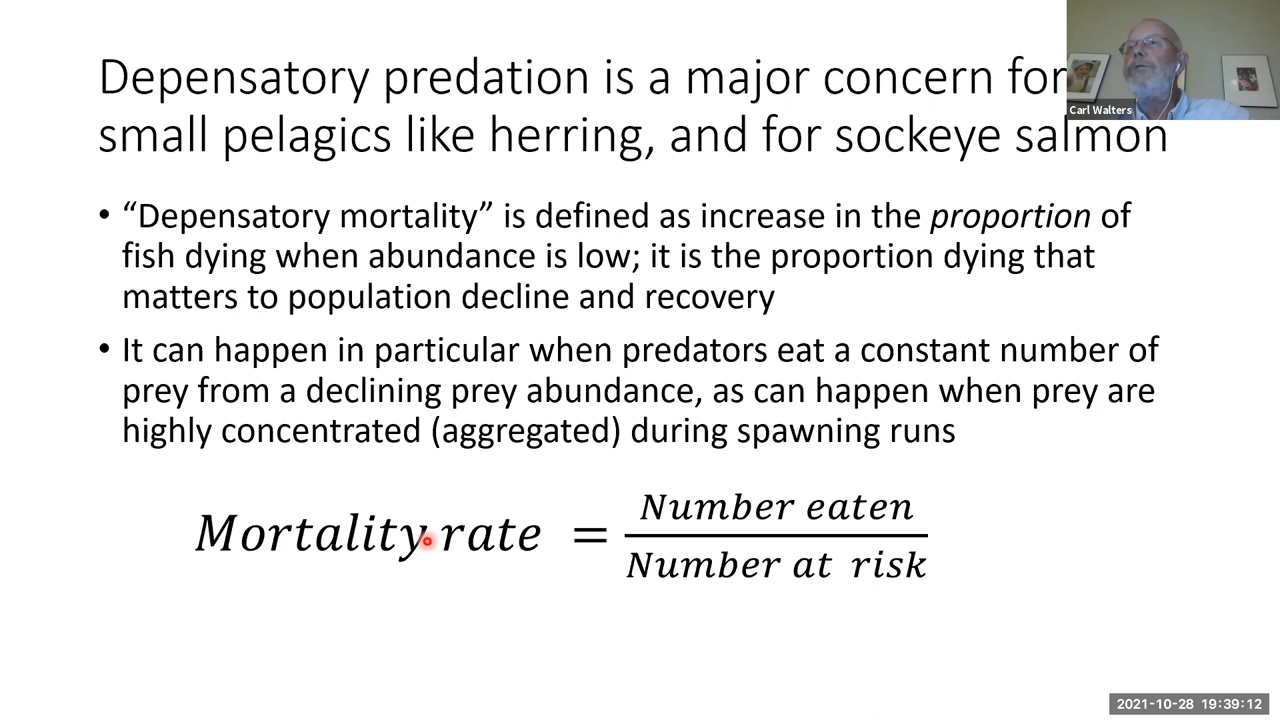 Depensatory predation is a major concern for
small pelagics like herring, and for sockeye salmon
Carl Walters
• “Depensatory mortality” is defined as increase in the proportion of
fish dying when abundance is low; it is the proportion dying that
matters to population decline and recovery
• It can happen in particular when predators eat a constant number of
prey from a declining prey abundance, as can happen when prey are
highly concentrated (aggregated) during spawning runs
Mortality rate = Number eaten
Number at risk
2021-10-28 19:39:12